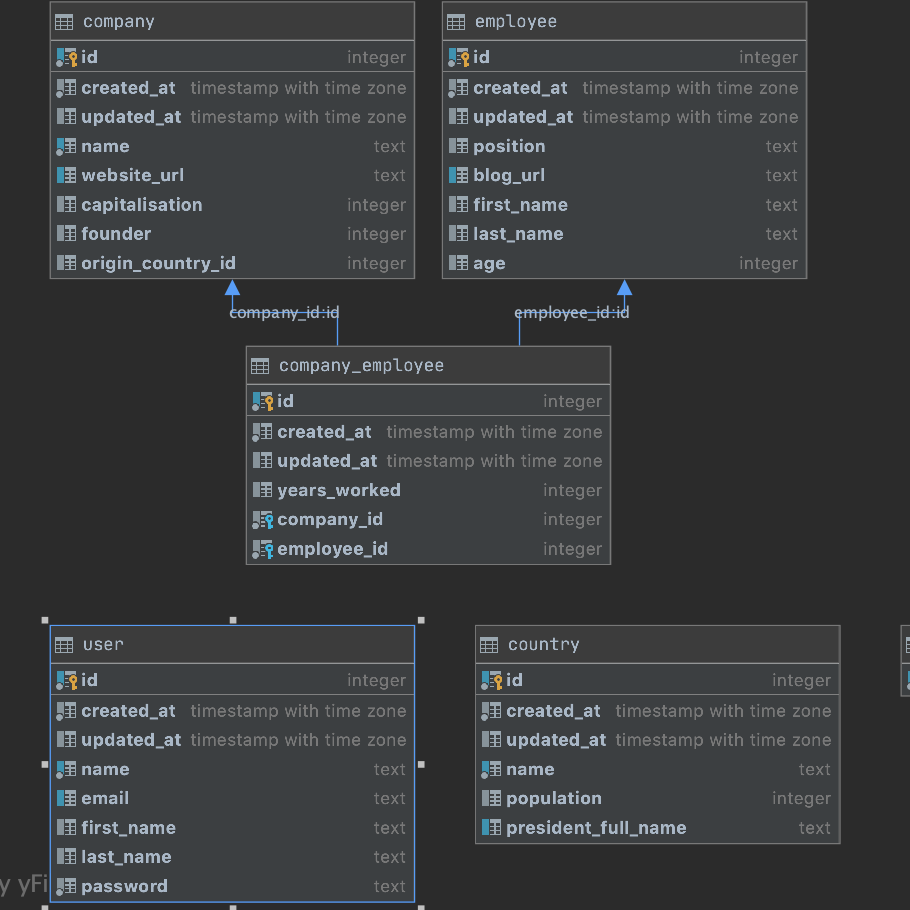 company
id integer
created_at timestamp with time zone
updated_at timestamp with time zone
name text
website_url text
capitalisation integer
founder integer
origin_country_id integer
employee
id integer
created_at timestamp with time zone
updated_at timestamp with time zone
position text
blog_url text
first_name text
last_name text
age integer
company_id:id
employee_id:id
company_employee
id integer
created_at timestamp with time zone
updated_at timestamp with time zone
years_worked integer
company_id integer
employee_id integer
user
id integer
created_at timestamp with time zone
updated_at timestamp with time zone
name text
email text
first_name text
last_name text
password text
country
id integer
created_at timestamp with time zone
updated_at timestamp with time zone
name text
population integer
president_full_name text
y yFi